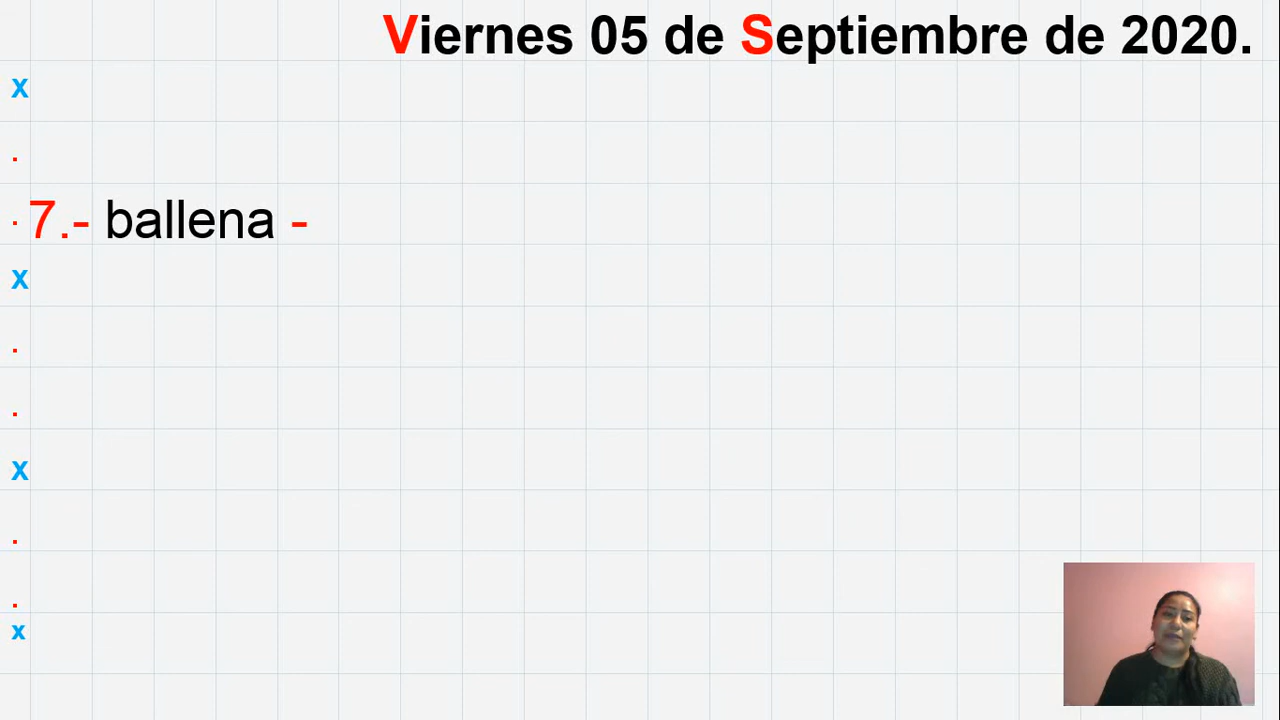 Viernes 05 de Septiembre de 2020.
x
.
. 7.- ballena -
x
.
.
x
.
.
x